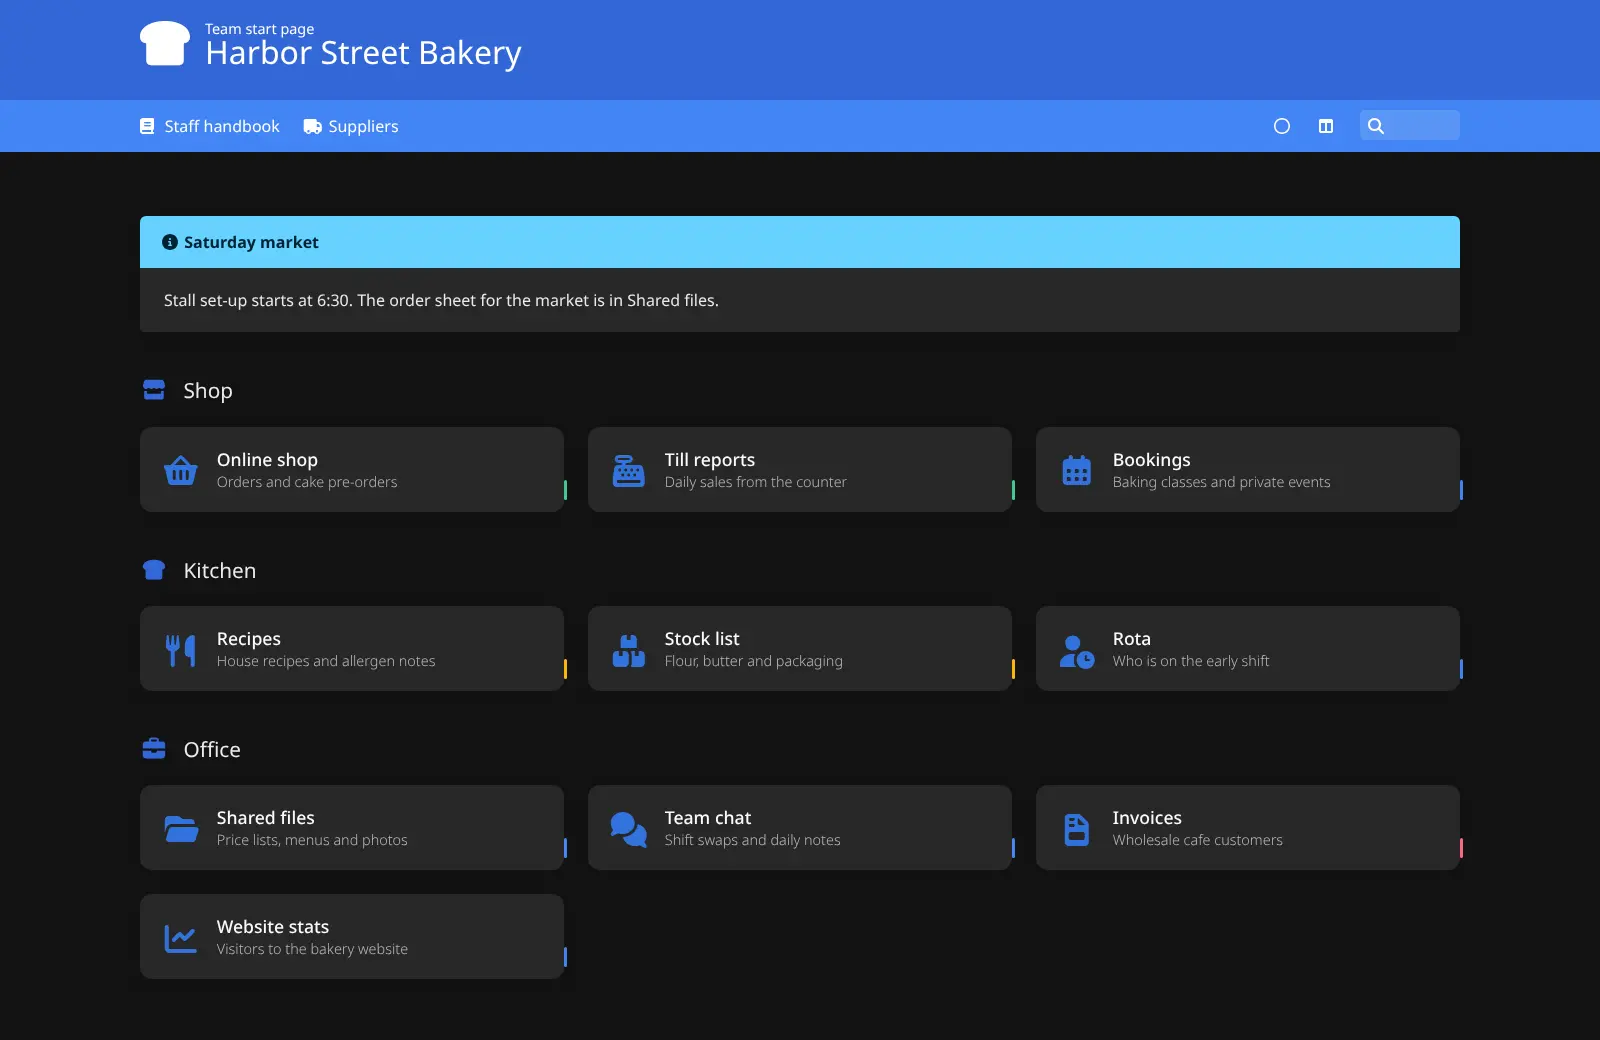 Team start page
Harbor Street Bakery
Staff handbook
Suppliers
Saturday market
Stall set-up starts at 6:30. The order sheet for the market is in Shared files.
Shop
Online shop
Orders and cake pre-orders
Till reports
Daily sales from the counter
Bookings
Baking classes and private events
Kitchen
Recipes
House recipes and allergen notes
Stock list
Flour, butter and packaging
Rota
Who is on the early shift
Office
Shared files
Price lists, menus and photos
Team chat
Shift swaps and daily notes
Invoices
Wholesale cafe customers
Website stats
Visitors to the bakery website